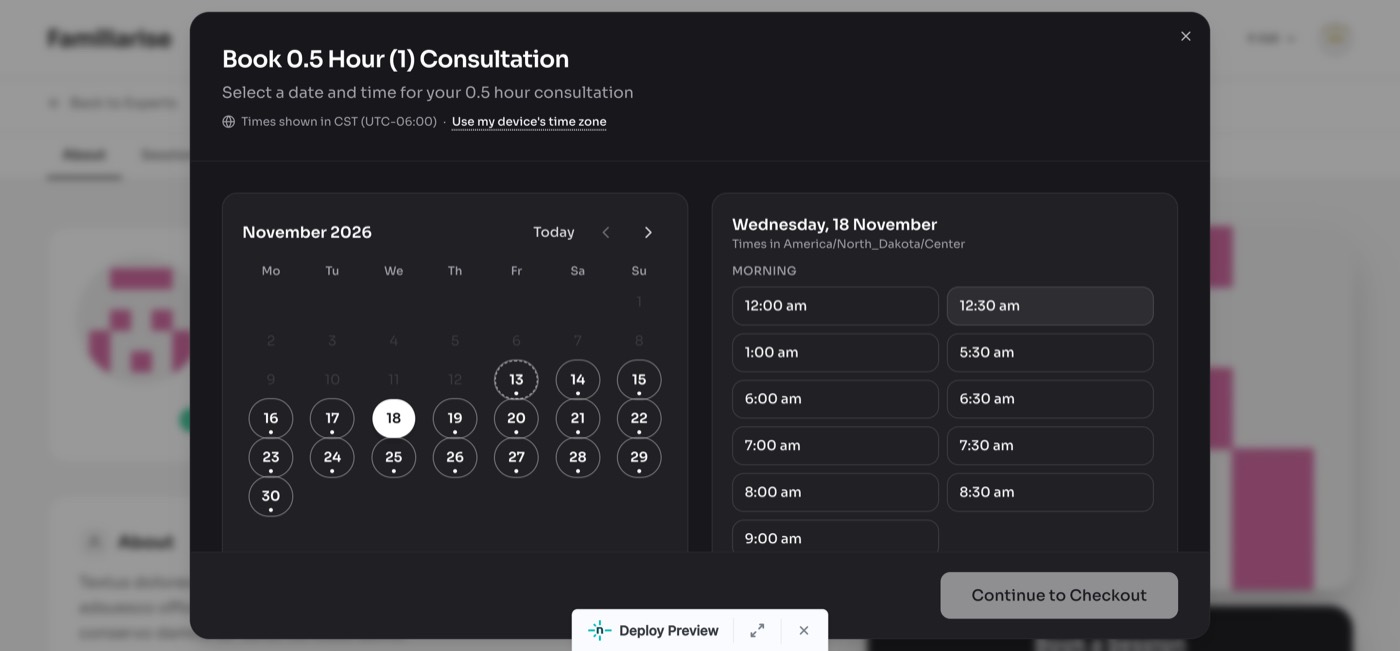 Familiarise
Back to Experts
About
Book 0.5 Hour (1) Consultation
Select a date and time for your 0.5 hour consultation
Times shown in CST (UTC-06:00) · Use my device's time zone
November 2026
Today
Mo Tu We Th Fr Sa Su
1
2 3 4 5 6 7 8
9 10 11 12 13 14 15
16 17 18 19 20 21 22
23 24 25 26 27 28 29
30
Wednesday, 18 November
Times in America/North_Dakota/Center
MORNING
12:00 am 12:30 am
1:00 am 5:30 am
6:00 am 6:30 am
7:00 am 7:30 am
8:00 am 8:30 am
9:00 am
Continue to Checkout
About
Deploy Preview